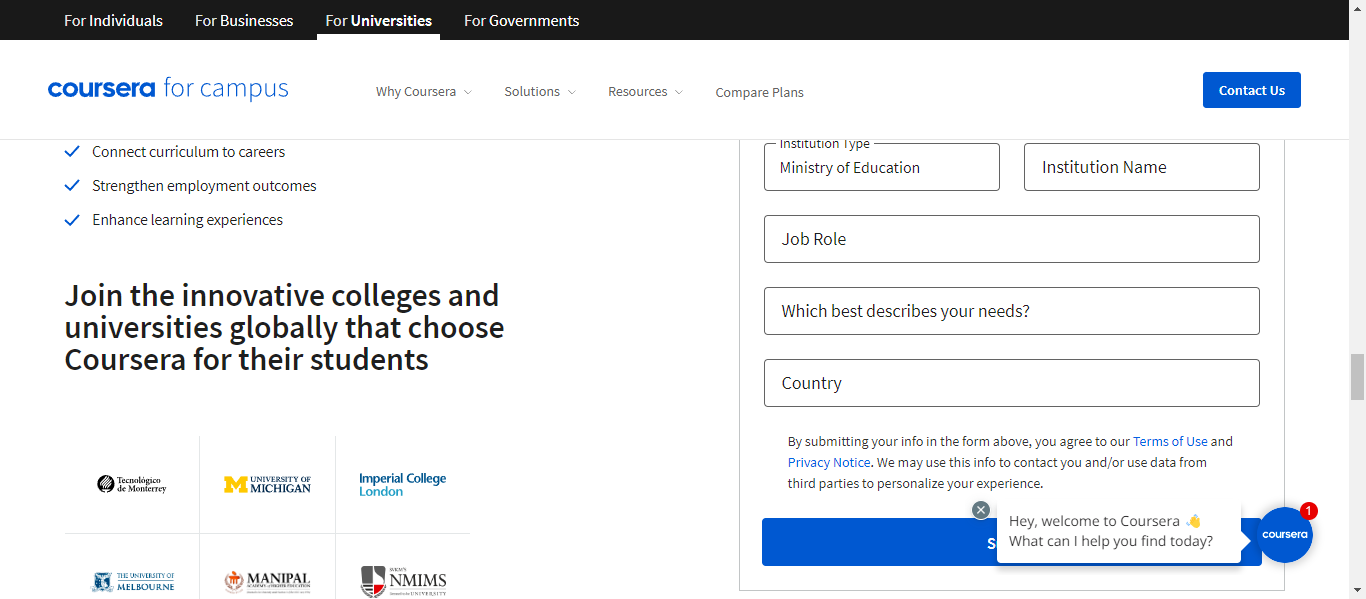 For Individuals
For Businesses
For Universities
For Governments
coursera for campus
Why Coursera
Solutions
Resources
Compare Plans
Contact Us
Connect curriculum to careers
Strengthen employment outcomes
Enhance learning experiences
Join the innovative colleges and
universities globally that choose
Coursera for their students
Tecnológico
de Monterrey
UNIVERSITY OF
MICHIGAN
Imperial College
London
THE UNIVERSITY OF
MELBOURNE
MANIPAL
SVKM'S
NMIMS
Institution Type
Ministry of Education
Institution Name
Job Role
Which best describes your needs?
Country
By submitting your info in the form above, you agree to our Terms of Use and
Privacy Notice. We may use this info to contact you and/or use data from
third parties to personalize your experience.
Hey, welcome to Coursera 👋
What can I help you find today?
coursera
1